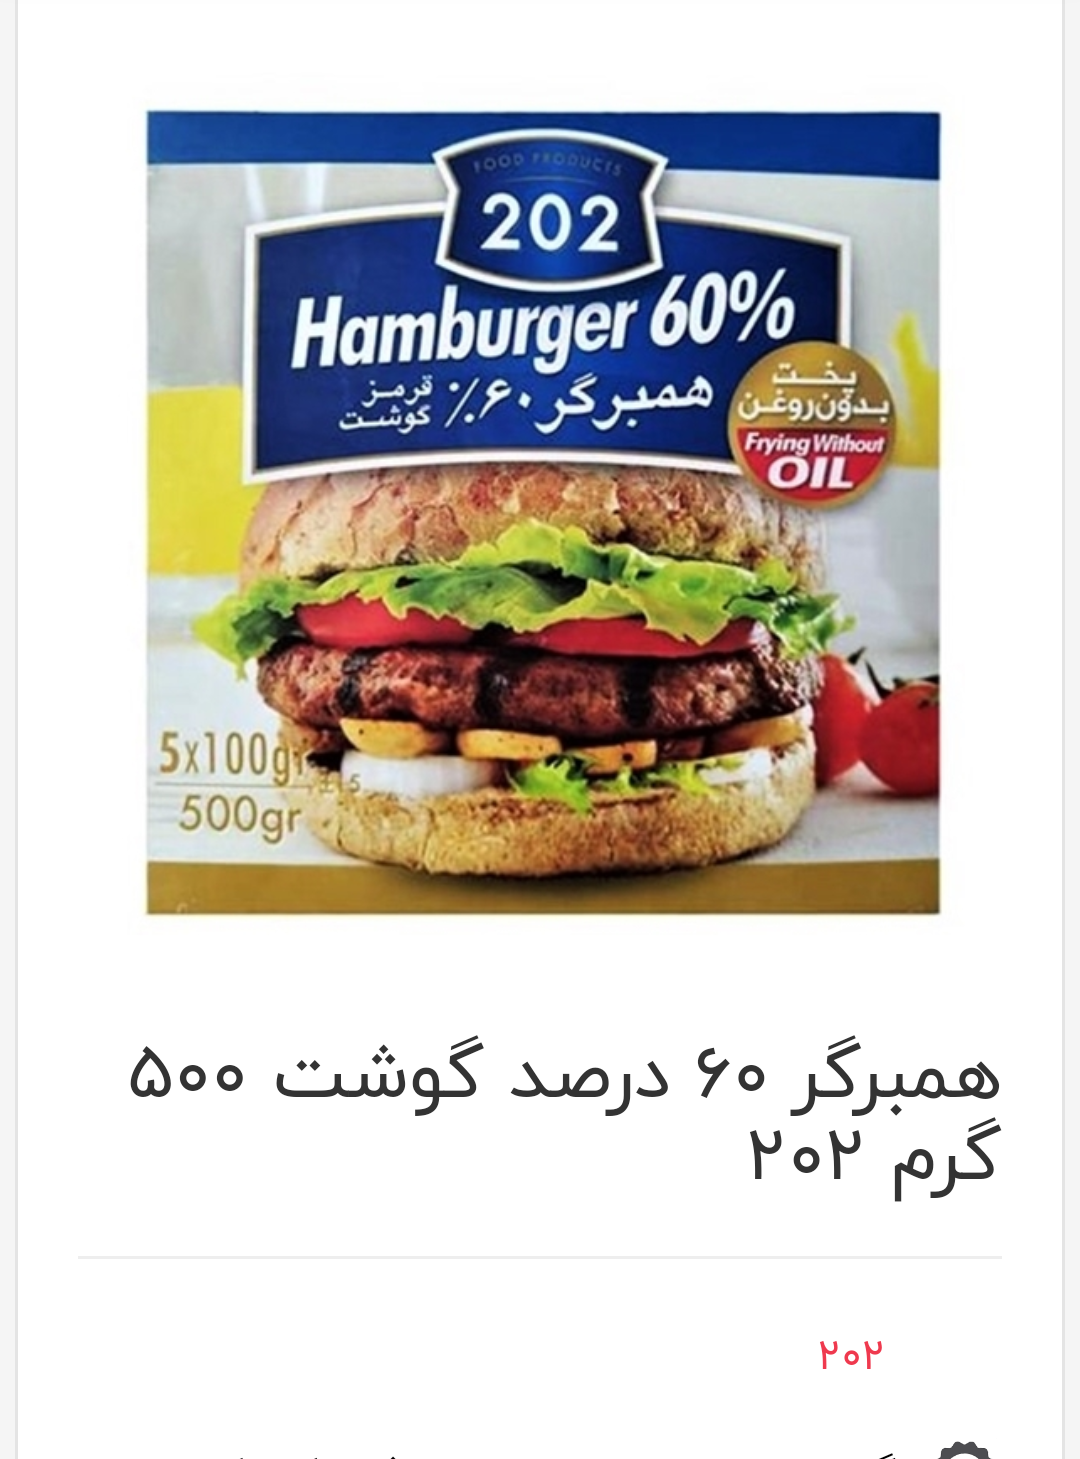 FOOD PRODUCTS
202
Hamburger 60%
همبرگر ۶۰٪ گوشت قرمز
پخت
بدون روغن
Frying Without
OIL
5x100gr
500gr
±15
همبرگر ۶۰ درصد گوشت ۵۰۰
گرم ۲۰۲
۲۰۲